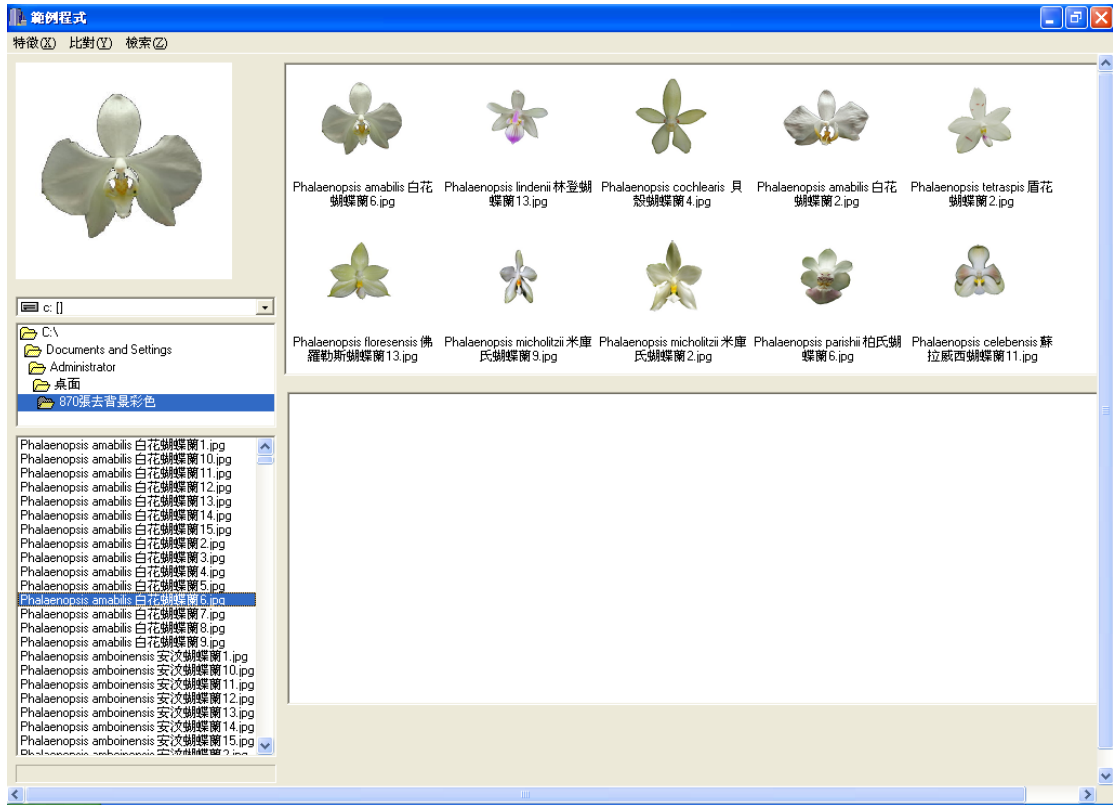 範例程式
特徵(X) 比對(Y) 檢索(Z)
c: []
C:\
Documents and Settings
Administrator
桌面
870張去背景彩色
Phalaenopsis amabilis 白花蝴蝶蘭1.jpg
Phalaenopsis amabilis 白花蝴蝶蘭10.jpg
Phalaenopsis amabilis 白花蝴蝶蘭11.jpg
Phalaenopsis amabilis 白花蝴蝶蘭12.jpg
Phalaenopsis amabilis 白花蝴蝶蘭13.jpg
Phalaenopsis amabilis 白花蝴蝶蘭14.jpg
Phalaenopsis amabilis 白花蝴蝶蘭15.jpg
Phalaenopsis amabilis 白花蝴蝶蘭2.jpg
Phalaenopsis amabilis 白花蝴蝶蘭3.jpg
Phalaenopsis amabilis 白花蝴蝶蘭4.jpg
Phalaenopsis amabilis 白花蝴蝶蘭5.jpg
Phalaenopsis amabilis 白花蝴蝶蘭6.jpg
Phalaenopsis amabilis 白花蝴蝶蘭7.jpg
Phalaenopsis amabilis 白花蝴蝶蘭8.jpg
Phalaenopsis amabilis 白花蝴蝶蘭9.jpg
Phalaenopsis amboinensis 安汶蝴蝶蘭1.jpg
Phalaenopsis amboinensis 安汶蝴蝶蘭10.jpg
Phalaenopsis amboinensis 安汶蝴蝶蘭11.jpg
Phalaenopsis amboinensis 安汶蝴蝶蘭12.jpg
Phalaenopsis amboinensis 安汶蝴蝶蘭13.jpg
Phalaenopsis amboinensis 安汶蝴蝶蘭14.jpg
Phalaenopsis amboinensis 安汶蝴蝶蘭15.jpg
Phalaenopsis amboinensis 安汶蝴蝶蘭2.jpg
Phalaenopsis amabilis 白花
蝴蝶蘭6.jpg
Phalaenopsis lindenii 林登蝴
蝶蘭13.jpg
Phalaenopsis cochlearis 貝
殼蝴蝶蘭4.jpg
Phalaenopsis amabilis 白花
蝴蝶蘭2.jpg
Phalaenopsis tetraspis 盾花
蝴蝶蘭2.jpg
Phalaenopsis floresensis 佛
羅勒斯蝴蝶蘭13.jpg
Phalaenopsis micholitzii 米庫
氏蝴蝶蘭9.jpg
Phalaenopsis micholitzii 米庫
氏蝴蝶蘭2.jpg
Phalaenopsis parishii 柏氏蝴
蝶蘭6.jpg
Phalaenopsis celebensis 蘇
拉威西蝴蝶蘭11.jpg